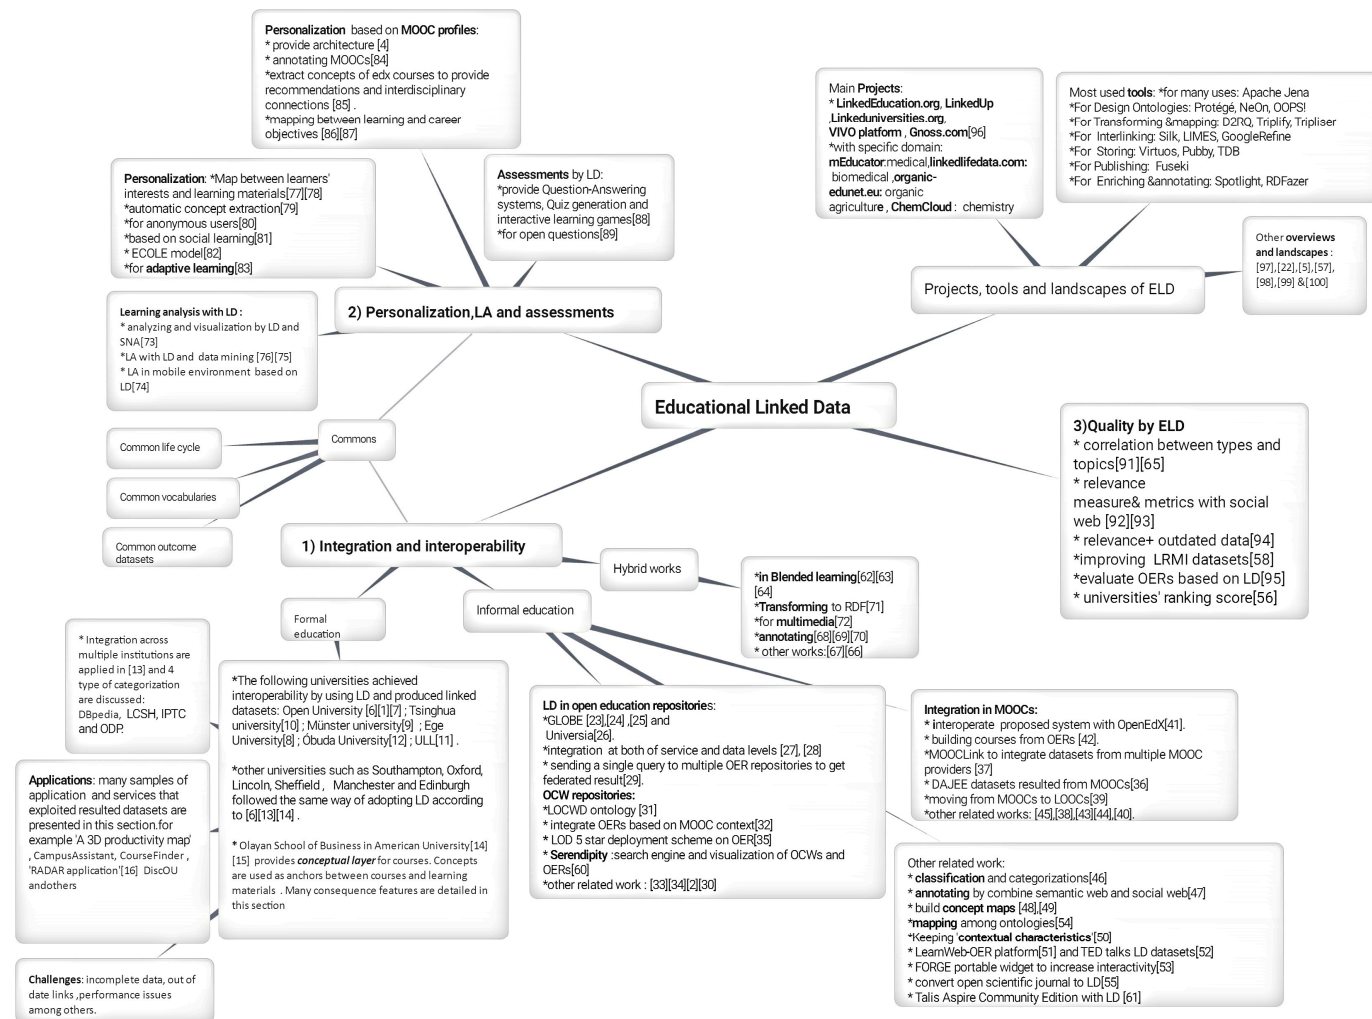 Personalization based on MOOC profiles:
* provide architecture [4]
* annotating MOOCs[84]
*extract concepts of edx courses to provide
recommendations and interdisciplinary
connections [85] .
*mapping between learning and career
objectives [86][87]
Personalization: *Map between learners'
interests and learning materials[77][78]
*automatic concept extraction[79]
*for anonymous users[80]
*based on social learning[81]
* ECOLE model[82]
*for adaptive learning[83]
Assessments by LD:
*provide Question-Answering
systems, Quiz generation and
interactive learning games[88]
*for open questions[89]
Learning analysis with LD :
* analyzing and visualization by LD and
SNA[73]
*LA with LD and data mining [76][75]
* LA in mobile environment based on
LD[74]
2) Personalization,LA and assessments
Main Projects:
* LinkedEducation.org, LinkedUp
,Linkeduniversities.org,
VIVO platform , Gnoss.com[96]
*with specific domain:
mEducator:medical,linkedlifedata.com:
biomedical ,organic-
edunet.eu: organic
agriculture , ChemCloud : chemistry
Most used tools: *for many uses: Apache Jena
*For Design Ontologies: Protégé, NeOn, OOPS!
*For Transforming &mapping: D2RQ, Triplify, Tripliser
*For Interlinking: Silk, LIMES, GoogleRefine
*For Storing: Virtuos, Pubby, TDB
*For Publishing: Fuseki
*For Enriching &annotating: Spotlight, RDFazer
Other overviews
and landscapes :
[97],[22],[5],[57],
[98],[99] &[100]
Projects, tools and landscapes of ELD
Educational Linked Data
Commons
Common life cycle
Common vocabularies
Common outcome
datasets
3)Quality by ELD
* correlation between types and
topics[91][65]
* relevance
measure& metrics with social
web [92][93]
* relevance+ outdated data[94]
*improving LRMI datasets[58]
*evaluate OERs based on LD[95]
* universities' ranking score[56]
1) Integration and interoperability
Hybrid works
*in Blended learning[62][63]
[64]
*Transforming to RDF[71]
*for multimedia[72]
*annotating[68][69][70]
* other works:[67][66]
Formal
education
Informal education
* Integration across
multiple institutions are
applied in [13] and 4
type of categorization
are discussed:
DBpedia, LCSH, IPTC
and ODP.
*The following universities achieved
interoperability by using LD and produced linked
datasets: Open University [6][1][7] ; Tsinghua
university[10] ; Münster university[9] ; Ege
University[8] ; Óbuda University[12] ; ULL[11] .
*other universities such as Southampton, Oxford,
Lincoln, Sheffield , Manchester and Edinburgh
followed the same way of adopting LD according
to [6][13][14] .
* Olayan School of Business in American University[14]
[15] provides conceptual layer for courses. Concepts
are used as anchors between courses and learning
materials . Many consequence features are detailed in
this section
Applications: many samples of
application and services that
exploited resulted datasets are
presented in this section.for
example 'A 3D productivity map'
, CampusAssistant, CourseFinder ,
'RADAR application'[16] DiscOU
andothers
Challenges: incomplete data, out of
date links ,performance issues
among others.
LD in open education repositories:
*GLOBE [23],[24] ,[25] and
Universia[26].
*integration at both of service and data levels [27], [28]
* sending a single query to multiple OER repositories to get
federated result[29].
OCW repositories:
*LOCWD ontology [31]
* integrate OERs based on MOOC context[32]
* LOD 5 star deployment scheme on OER[35]
* Serendipity :search engine and visualization of OCWs and
OERs[60]
*other related work : [33][34][2][30]
Integration in MOOCs:
* interoperate proposed system with OpenEdX[41].
* building courses from OERs [42].
*MOOCLink to integrate datasets from multiple MOOC
providers [37]
* DAJEE datasets resulted from MOOCs[36]
*moving from MOOCs to LOOCs[39]
*other related works: [45],[38],[43][44],[40].
Other related work:
* classification and categorizations[46]
* annotating by combine semantic web and social web[47]
* build concept maps [48],[49]
*mapping among ontologies[54]
*Keeping 'contextual characteristics'[50]
* LearnWeb-OER platform[51] and TED talks LD datasets[52]
* FORGE portable widget to increase interactivity[53]
* convert open scientific journal to LD[55]
* Talis Aspire Community Edition with LD [61]